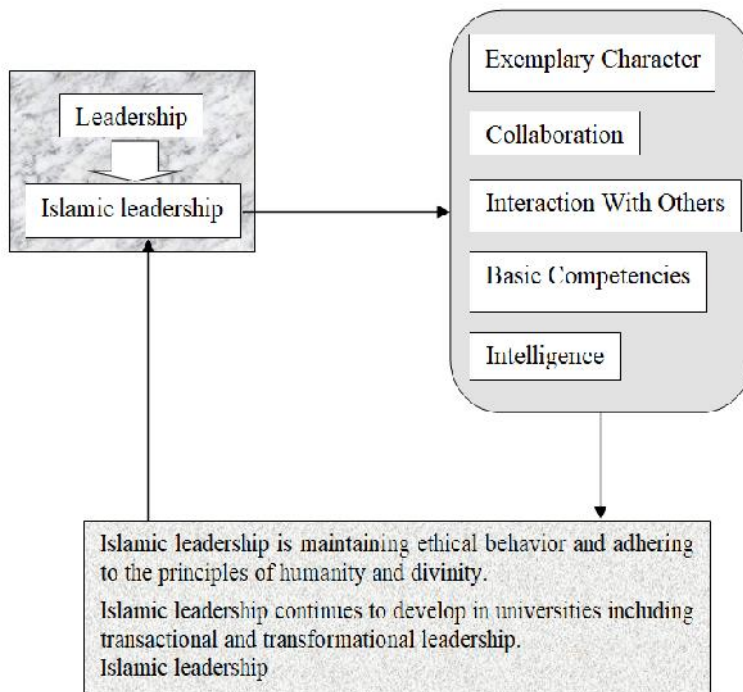 Leadership
Islamic leadership
Exemplary Character
Collaboration
Interaction With Others
Basic Competencies
Intelligence
Islamic leadership is maintaining ethical behavior and adhering
to the principles of humanity and divinity.
Islamic leadership continues to develop in universities including
transactional and transformational leadership.
Islamic leadership